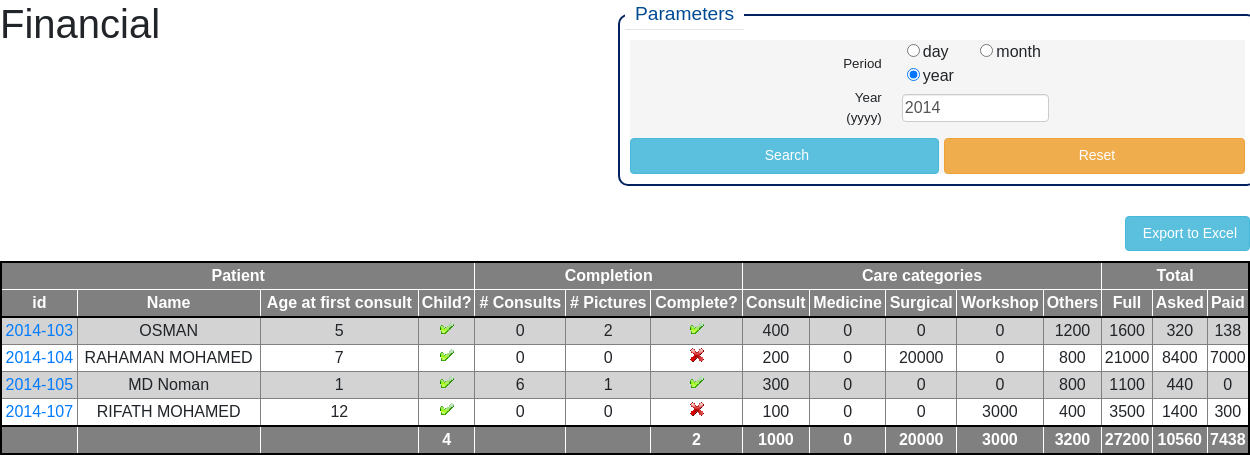 Financial
Parameters
Period day month
year
Year
(yyyy) 2014
Search Reset
Export to Excel
Patient Completion Care categories Total
id Name Age at first consult Child? # Consults # Pictures Complete? Consult Medicine Surgical Workshop Others Full Asked Paid
2014-103 OSMAN 5 0 2 400 0 0 0 1200 1600 320 138
2014-104 RAHAMAN MOHAMED 7 0 0 200 0 20000 0 800 21000 8400 7000
2014-105 MD Noman 1 6 1 300 0 0 0 800 1100 440 0
2014-107 RIFATH MOHAMED 12 0 0 100 0 0 3000 400 3500 1400 300
4 2 1000 0 20000 3000 3200 27200 10560 7438